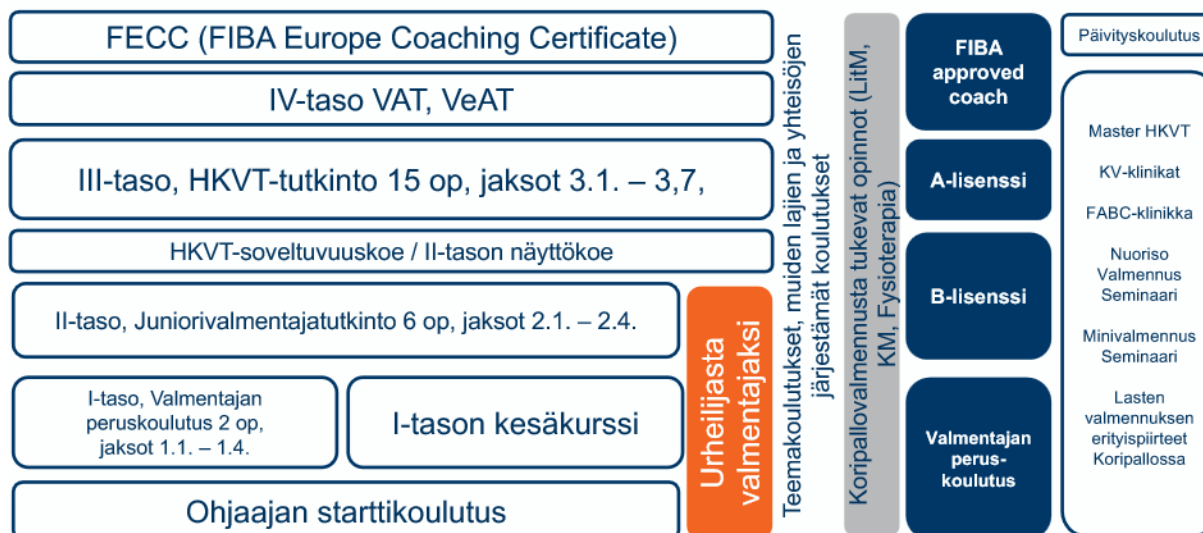 FECC (FIBA Europe Coaching Certificate)
IV-taso VAT, VeAT
III-taso, HKVT-tutkinto 15 op, jaksot 3.1. – 3,7,
HKVT-soveltuvuuskoe / II-tason näyttökoe
II-taso, Juniorivalmentajatutkinto 6 op, jaksot 2.1. – 2.4.
I-taso, Valmentajan
peruskoulutus 2 op,
jaksot 1.1. – 1.4.
I-tason kesäkurssi
Ohjaajan starttikoulutus
Urheilijasta
valmentajaksi
Teemakoulutukset, muiden lajien ja yhteisöjen
järjestämät koulutukset
Koripallovalmennusta tukevat opinnot (LitM,
KM, Fysioterapia)
FIBA
approved
coach
A-lisenssi
B-lisenssi
Valmentajan
perus-
koulutus
Päivityskoulutus
Master HKVT
KV-klinikat
FABC-klinikka
Nuoriso
Valmennus
Seminaari
Minivalmennus
Seminaari
Lasten
valmennuksen
erityispiirteet
Koripallossa